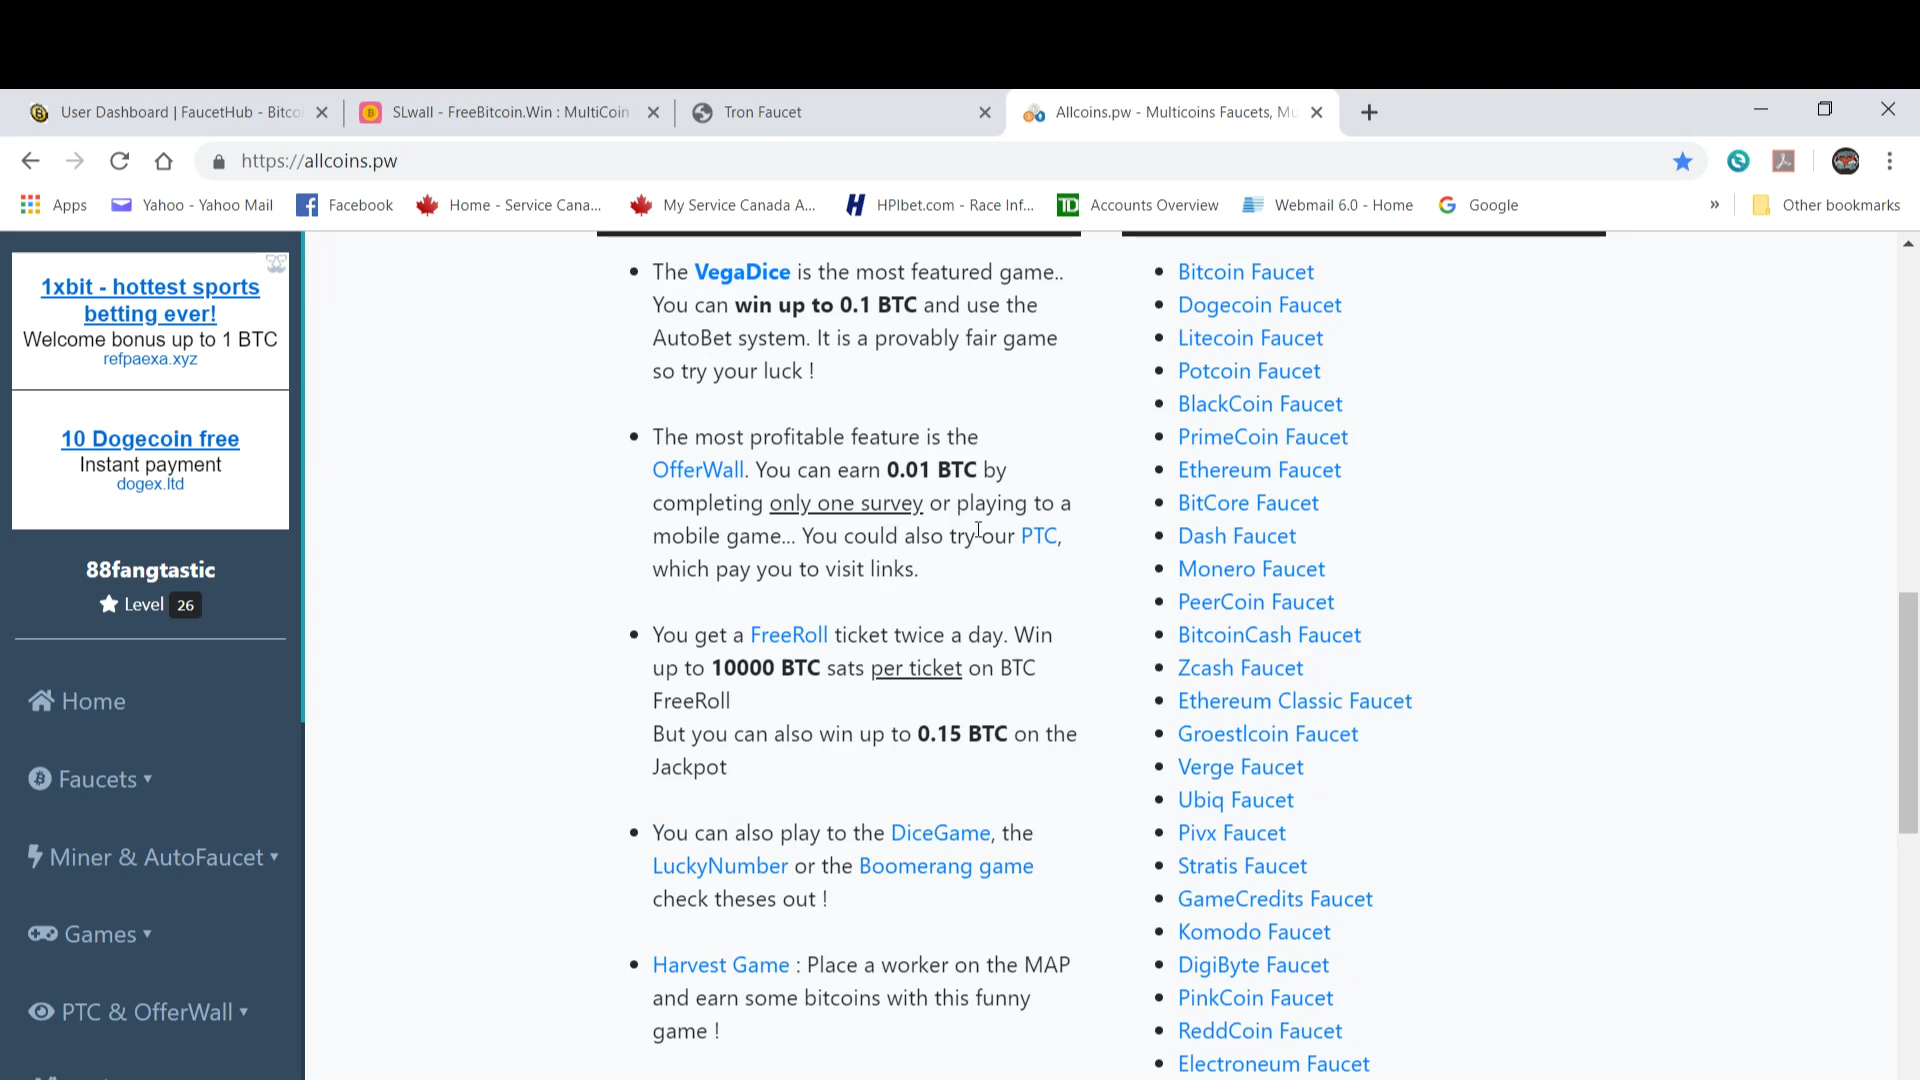 User Dashboard | FaucetHub - Bitco
SLwall - FreeBitcoin.Win : MultiCoin
Tron Faucet
Allcoins.pw - Multicoins Faucets, Mu
https://allcoins.pw
Apps
Yahoo - Yahoo Mail
Facebook
Home - Service Cana...
My Service Canada A...
HPIbet.com - Race Inf...
TD Accounts Overview
Webmail 6.0 - Home
Google
»
Other bookmarks
1xbit - hottest sports
betting ever!
Welcome bonus up to 1 BTC
refpaexa.xyz
10 Dogecoin free
Instant payment
dogex.ltd
88fangtastic
Level 26
Home
Faucets
Miner & AutoFaucet
Games
PTC & OfferWall
The VegaDice is the most featured game..
You can win up to 0.1 BTC and use the
AutoBet system. It is a provably fair game
so try your luck !
The most profitable feature is the
OfferWall. You can earn 0.01 BTC by
completing only one survey or playing to a
mobile game... You could also try our PTC,
which pay you to visit links.
You get a FreeRoll ticket twice a day. Win
up to 10000 BTC sats per ticket on BTC
FreeRoll
But you can also win up to 0.15 BTC on the
Jackpot
You can also play to the DiceGame, the
LuckyNumber or the Boomerang game
check theses out !
Harvest Game : Place a worker on the MAP
and earn some bitcoins with this funny
game !
Bitcoin Faucet
Dogecoin Faucet
Litecoin Faucet
Potcoin Faucet
BlackCoin Faucet
PrimeCoin Faucet
Ethereum Faucet
BitCore Faucet
Dash Faucet
Monero Faucet
PeerCoin Faucet
BitcoinCash Faucet
Zcash Faucet
Ethereum Classic Faucet
Groestlcoin Faucet
Verge Faucet
Ubiq Faucet
Pivx Faucet
Stratis Faucet
GameCredits Faucet
Komodo Faucet
DigiByte Faucet
PinkCoin Faucet
ReddCoin Faucet
Electroneum Faucet